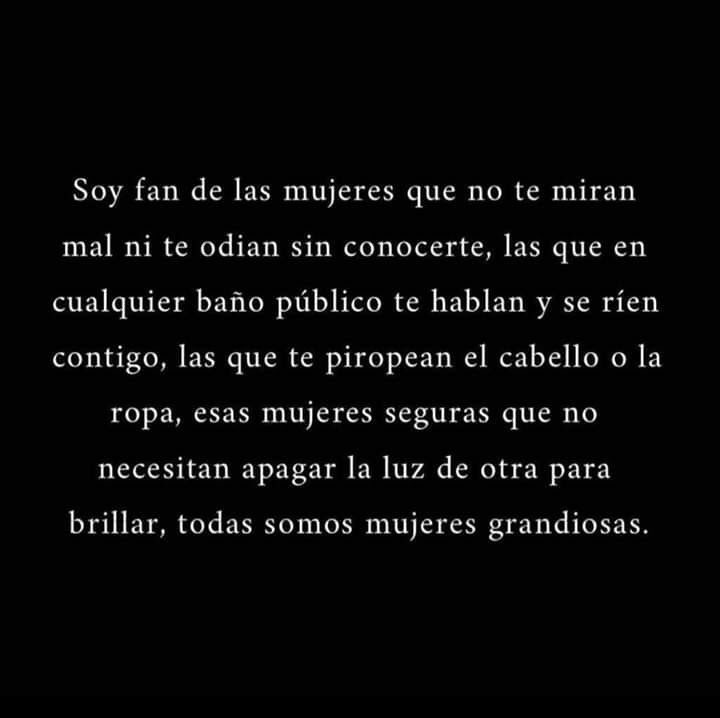 Soy fan de las mujeres que no te miran
mal ni te odian sin conocerte, las que en
cualquier baño público te hablan y se ríen
contigo, las que te piropean el cabello o la
ropa, esas mujeres seguras que no
necesitan apagar la luz de otra para
brillar, todas somos mujeres grandiosas.